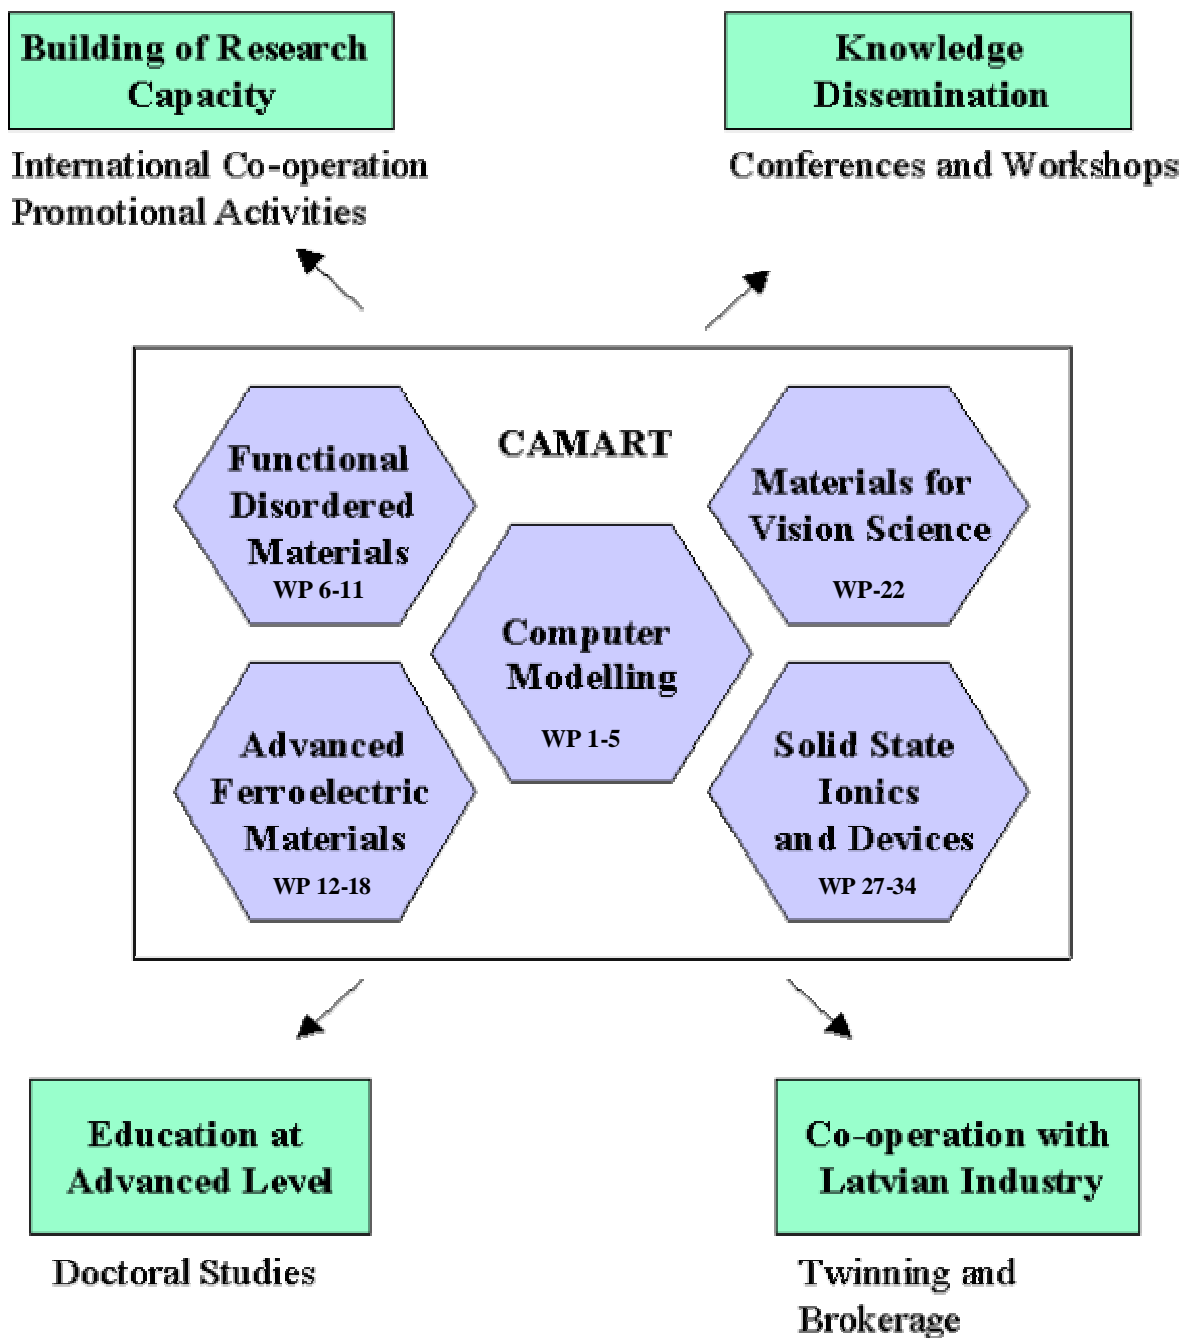 Building of Research
Capacity
International Co-operation
Promotional Activities
Knowledge
Dissemination
Conferences and Workshops
CAMART
Functional
Disordered
Materials
WP 6-11
Materials for
Vision Science
WP-22
Computer
Modelling
WP 1-5
Advanced
Ferroelectric
Materials
WP 12-18
Solid State
Ionics
and Devices
WP 27-34
Education at
Advanced Level
Doctoral Studies
Co-operation with
Latvian Industry
Twinning and
Brokerage